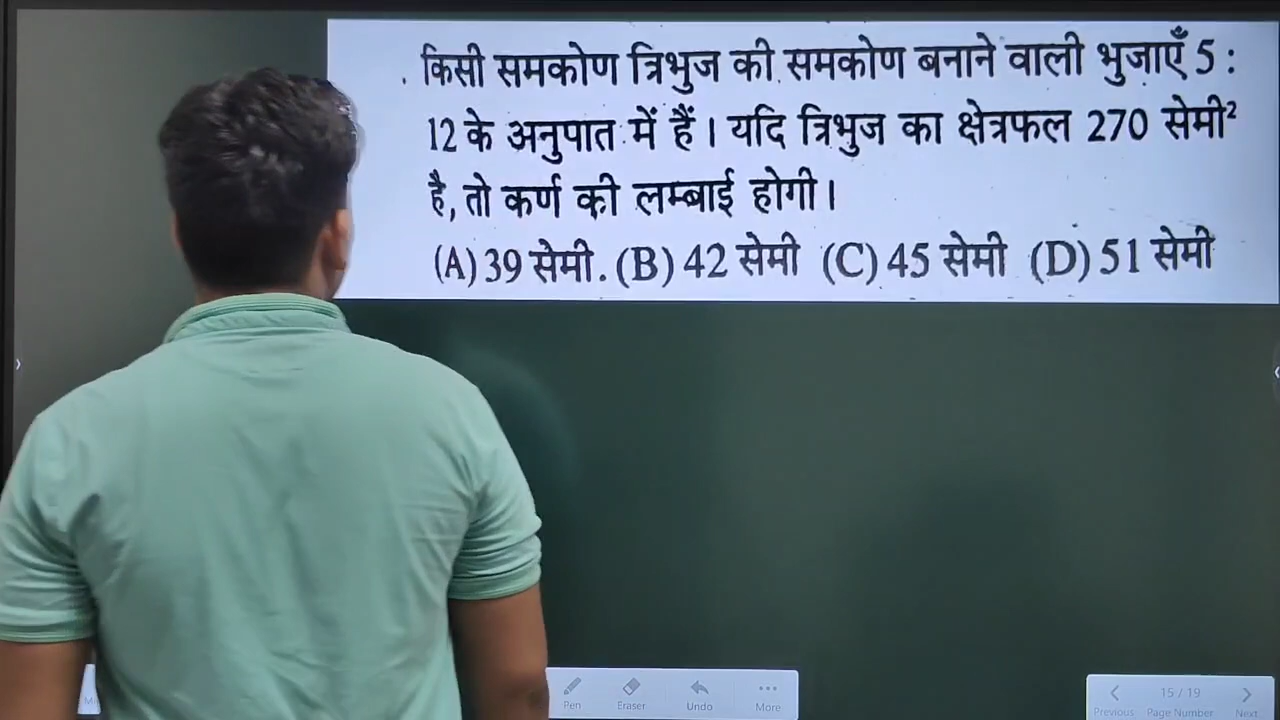 . किसी समकोण त्रिभुज की समकोण बनाने वाली भुजाएँ 5 :
12 के अनुपात में हैं । यदि त्रिभुज का क्षेत्रफल 270 सेमी²
है, तो कर्ण की लम्बाई होगी ।
(A) 39 सेमी. (B) 42 सेमी (C) 45 सेमी (D) 51 सेमी
Pen Eraser Undo More
15 / 19
Previous Page Number Next